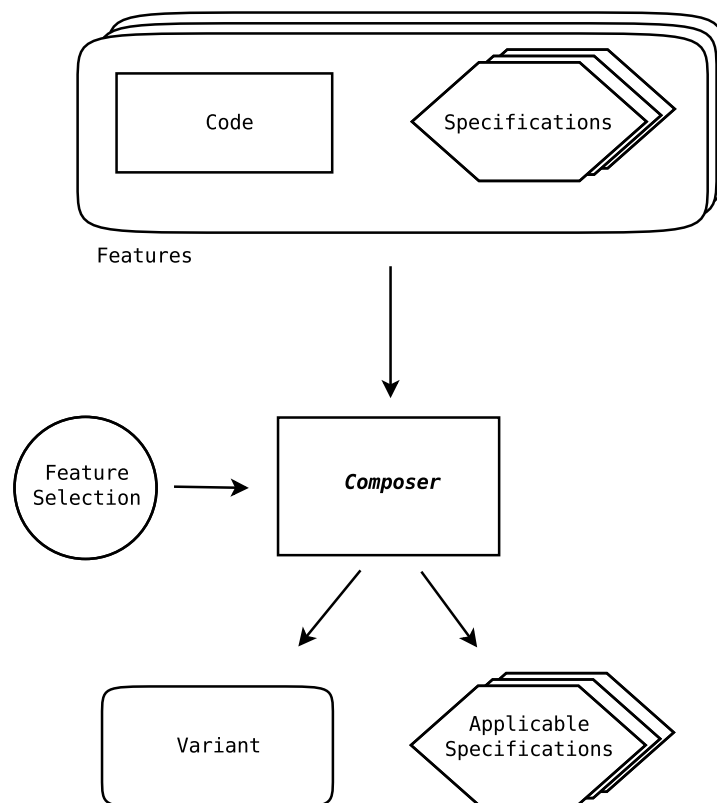 Code
Specifications
Features
Feature
Selection
Composer
Variant
Applicable
Specifications